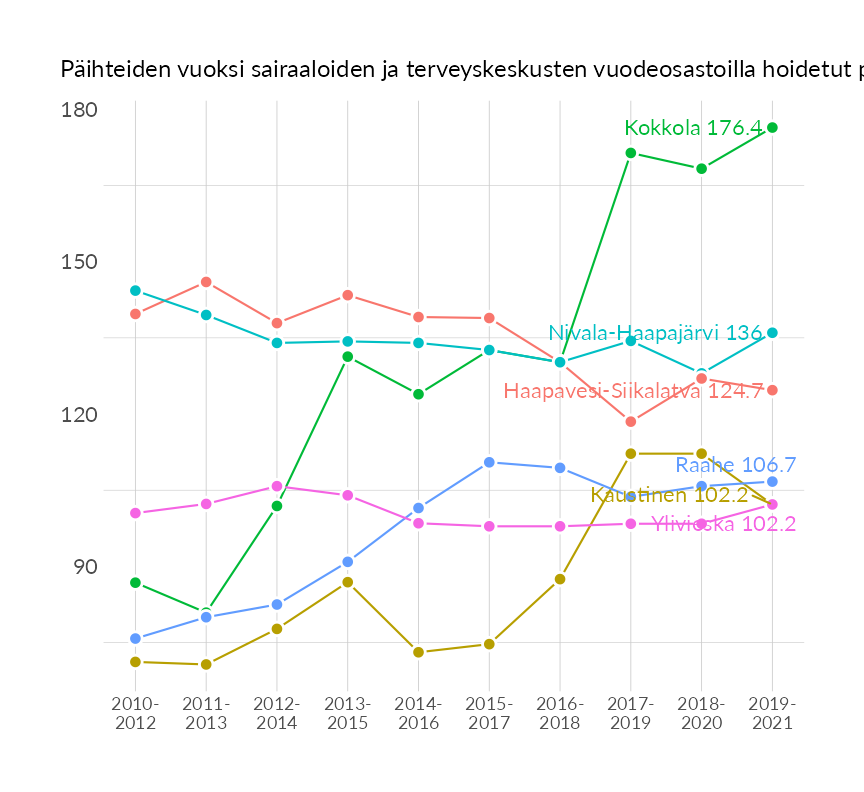 Päihteiden vuoksi sairaaloiden ja terveyskeskusten vuodeosastoilla hoidetut
180
150
120
90
Kokkola 176.4
Nivala-Haapajärvi 136
Haapavesi-Siikalatva 124.7
Raahe 106.7
Kaustinen 102.2
Ylivieska 102.2
2010- 2011- 2012- 2013- 2014- 2015- 2016- 2017- 2018- 2019-
2012 2013 2014 2015 2016 2017 2018 2019 2020 2021